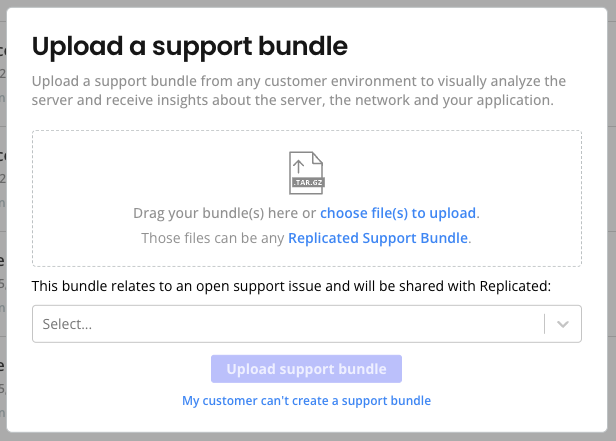 Upload a support bundle
Upload a support bundle from any customer environment to visually analyze the
server and receive insights about the server, the network and your application.
.TAR.GZ
Drag your bundle(s) here or choose file(s) to upload.
Those files can be any Replicated Support Bundle.
This bundle relates to an open support issue and will be shared with Replicated:
Select...
Upload support bundle
My customer can't create a support bundle